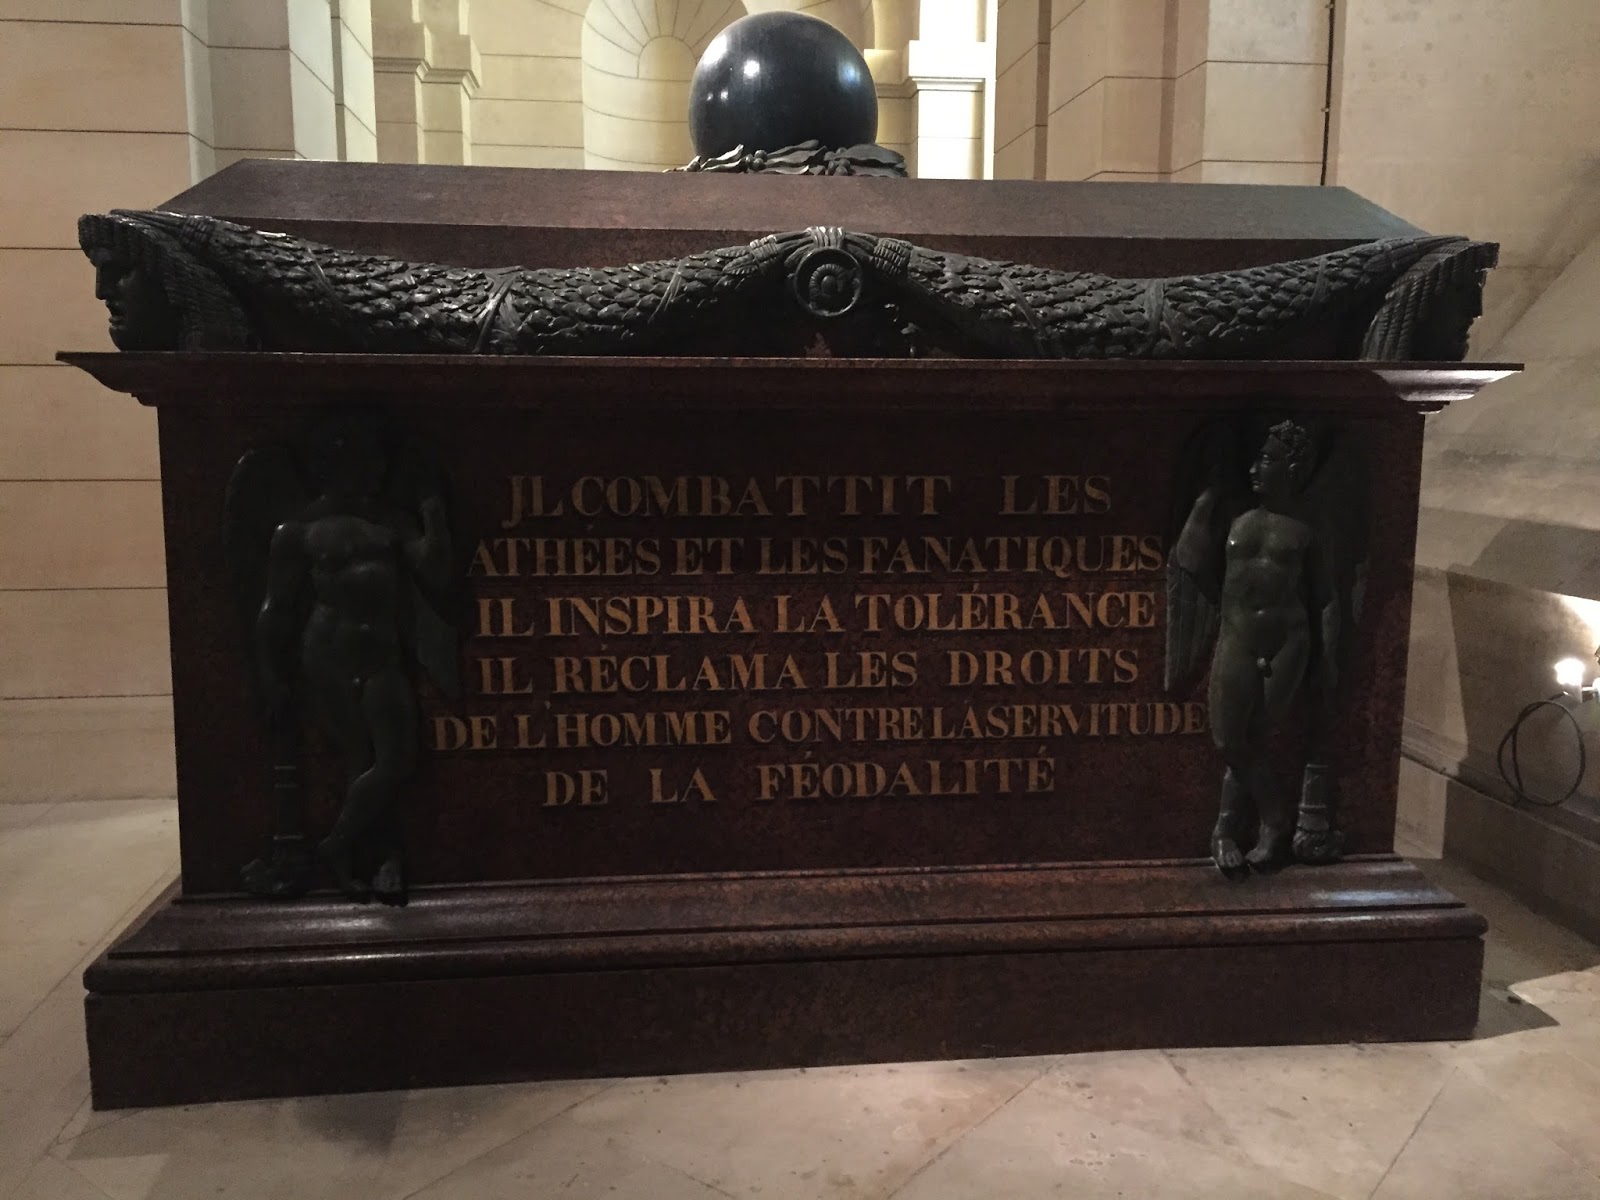 JL COMBATTIT LES
ATHÉES ET LES FANATIQUES
IL INSPIRA LA TOLÉRANCE
IL RÉCLAMA LES DROITS
DE L'HOMME CONTRE LA SERVITUDE
DE LA FÉODALITÉ